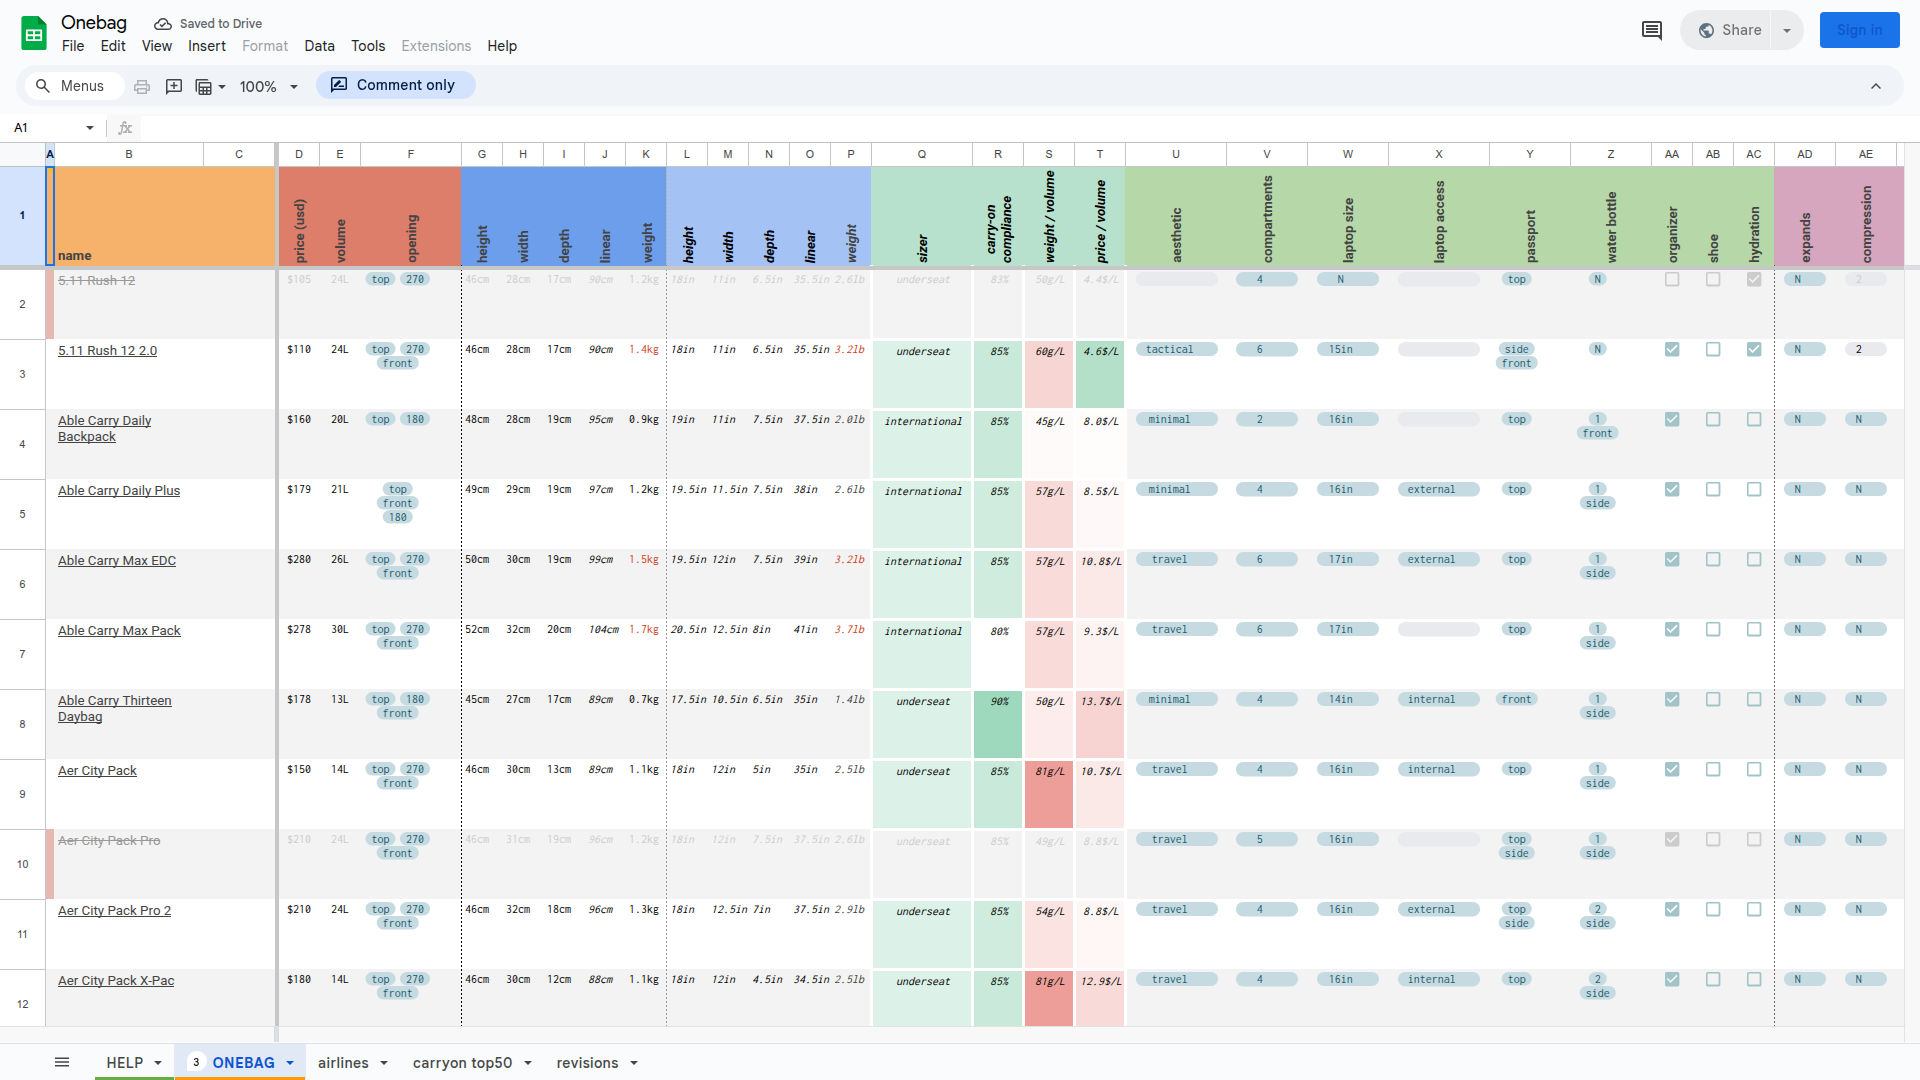 Onebag Saved to Drive
File Edit View Insert Format Data Tools Extensions Help
Share
Sign in
Menus 100% Comment only
A1 fx
A B C D E F G H I J K L M N O P Q R S T U V W X Y Z AA AB AC AD AE
1 name price (usd) volume opening height width depth linear weight height width depth linear weight sizer carry-on compliance weight / volume price / volume aesthetic compartments laptop size laptop access passport water bottle organizer shoe hydration expands compression
2 5.11 Rush 12 $105 24L top 270 46cm 28cm 17cm 90cm 1.2kg 18in 11in 6.5in 35.5in 2.6lb underseat 83% 50g/L 4.4$/L 4 N top N N 2
3 5.11 Rush 12 2.0 $110 24L top 270 46cm 28cm 17cm 90cm 1.4kg 18in 11in 6.5in 35.5in 3.2lb underseat 85% 60g/L 4.6$/L tactical 6 15in side N N 2
front front
4 Able Carry Daily $160 20L top 180 48cm 28cm 19cm 95cm 0.9kg 19in 11in 7.5in 37.5in 2.0lb international 85% 45g/L 8.0$/L minimal 2 16in top 1 N N
Backpack front
5 Able Carry Daily Plus $179 21L top 49cm 29cm 19cm 97cm 1.2kg 19.5in 11.5in 7.5in 38in 2.6lb international 85% 57g/L 8.5$/L minimal 4 16in external top 1 N N
front side
180
6 Able Carry Max EDC $280 26L top 270 50cm 30cm 19cm 99cm 1.5kg 19.5in 12in 7.5in 39in 3.2lb international 85% 57g/L 10.8$/L travel 6 17in external top 1 N N
front side
7 Able Carry Max Pack $278 30L top 270 52cm 32cm 20cm 104cm 1.7kg 20.5in 12.5in 8in 41in 3.7lb international 80% 57g/L 9.3$/L travel 6 17in top 1 N N
front side
8 Able Carry Thirteen $178 13L top 180 45cm 27cm 17cm 89cm 0.7kg 17.5in 10.5in 6.5in 35in 1.4lb underseat 90% 50g/L 13.7$/L minimal 4 14in internal front 1 N N
Daybag front side
9 Aer City Pack $150 14L top 270 46cm 30cm 13cm 89cm 1.1kg 18in 12in 5in 35in 2.5lb underseat 85% 81g/L 10.7$/L travel 4 16in internal top 1 N N
front side
10 Aer City Pack Pro $210 24L top 270 46cm 31cm 19cm 96cm 1.2kg 18in 12in 7.5in 37.5in 2.6lb underseat 85% 49g/L 8.8$/L travel 5 16in top 1 N N
front side side
11 Aer City Pack Pro 2 $210 24L top 270 46cm 32cm 18cm 96cm 1.3kg 18in 12.5in 7in 37.5in 2.9lb underseat 85% 54g/L 8.8$/L travel 4 16in external top 2 N N
front side side
12 Aer City Pack X-Pac $180 14L top 270 46cm 30cm 12cm 88cm 1.1kg 18in 12in 4.5in 34.5in 2.5lb underseat 85% 81g/L 12.9$/L travel 4 16in internal top 2 N N
front side
HELP 3 ONEBAG airlines carryon top50 revisions